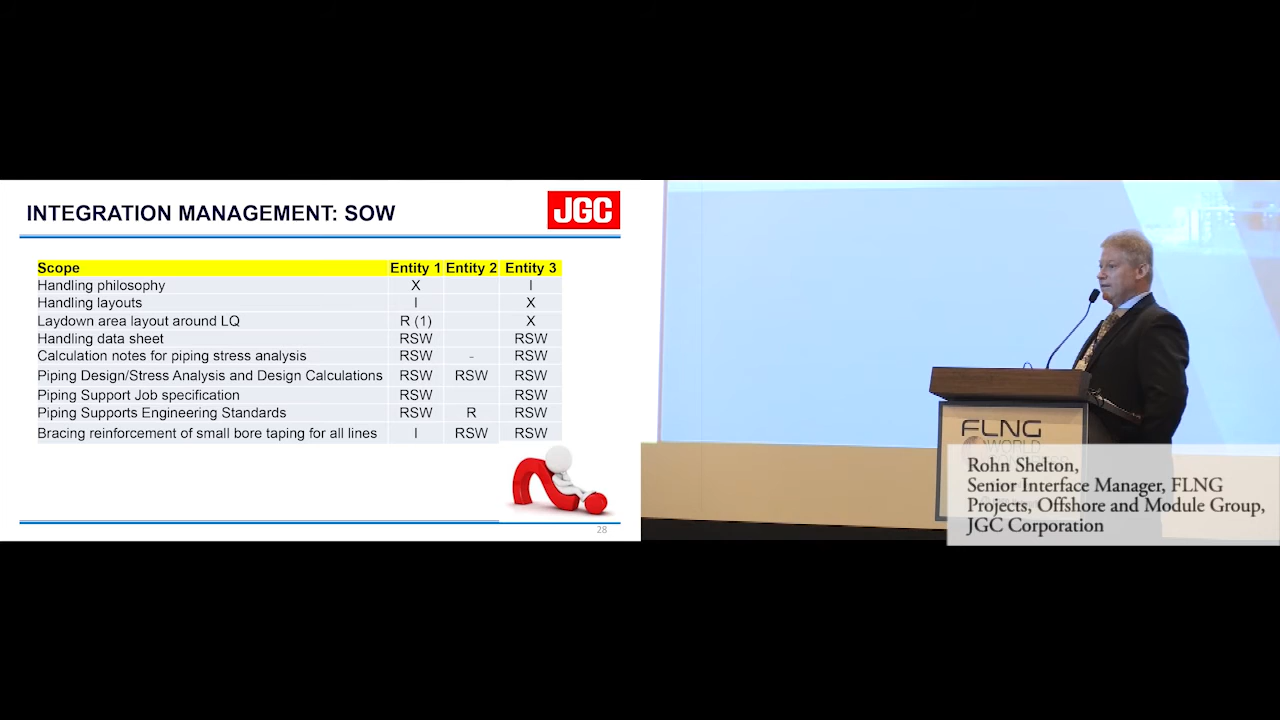 INTEGRATION MANAGEMENT: SOW
JGC
Scope Entity 1 Entity 2 Entity 3
Handling philosophy X I
Handling layouts I X
Laydown area layout around LQ R (1) X
Handling data sheet RSW RSW
Calculation notes for piping stress analysis RSW - RSW
Piping Design/Stress Analysis and Design Calculations RSW RSW RSW
Piping Support Job specification RSW RSW
Piping Supports Engineering Standards RSW R RSW
Bracing reinforcement of small bore taping for all lines I RSW RSW
28
FLNG
WORLD
Rohn Shelton,
Senior Interface Manager, FLNG
Projects, Offshore and Module Group,
JGC Corporation